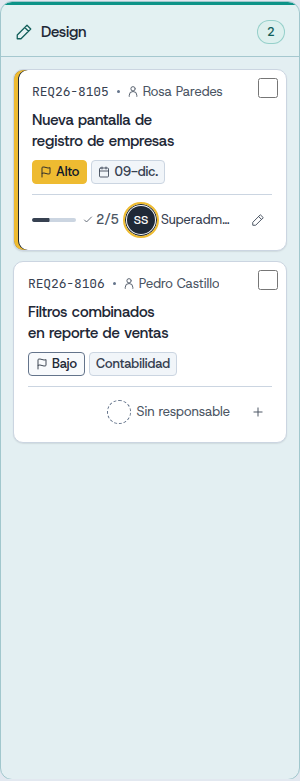 Design
2
REQ26-8105 • Rosa Paredes
Nueva pantalla de
registro de empresas
Alto
09-dic.
2/5
SS
Superadm...
REQ26-8106 • Pedro Castillo
Filtros combinados
en reporte de ventas
Bajo
Contabilidad
Sin responsable